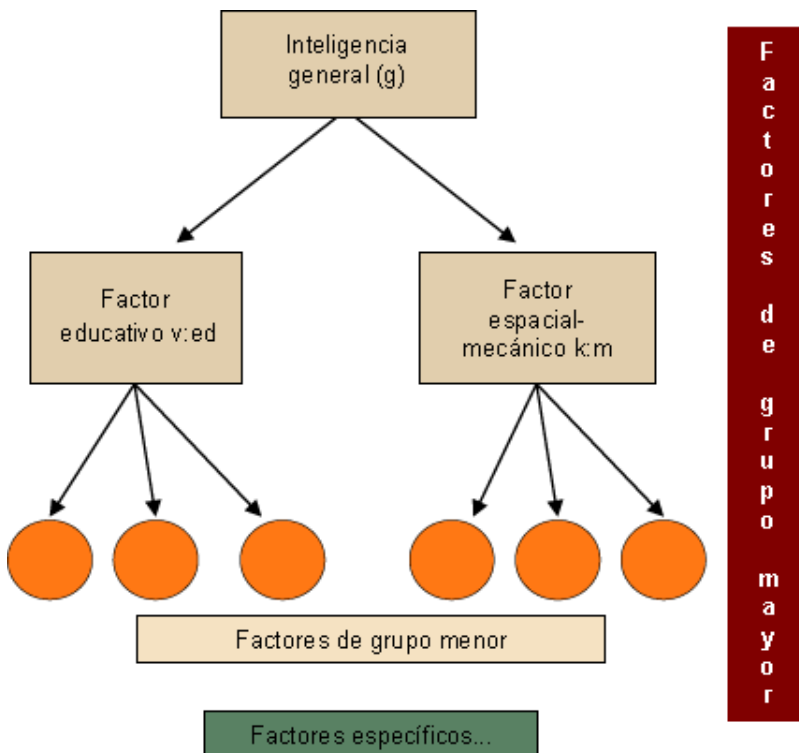 Inteligencia
general (g)
Factor
educativo v:ed
Factor
espacial-
mecánico k:m
Factores de grupo menor
Factores específicos...
Factores de grupo mayor